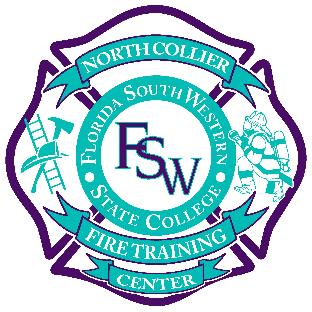 NORTH COLLIER
FLORIDA SOUTHWESTERN
STATE COLLEGE
FSW
FIRE TRAINING
CENTER